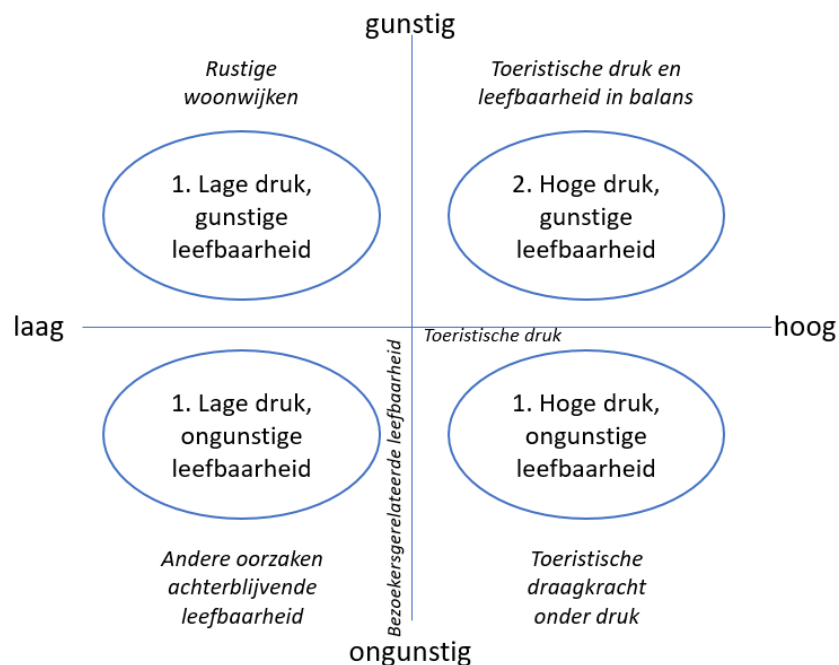 gunstig
Rustige
woonwijken
Toeristische druk en
leefbaarheid in balans
1. Lage druk,
gunstige
leefbaarheid
2. Hoge druk,
gunstige
leefbaarheid
laag
Toeristische druk
hoog
Bezoekersgerelateerde leefbaarheid
1. Lage druk,
ongunstige
leefbaarheid
1. Hoge druk,
ongunstige
leefbaarheid
Andere oorzaken
achterblijvende
leefbaarheid
Toeristische
draagkracht
onder druk
ongunstig